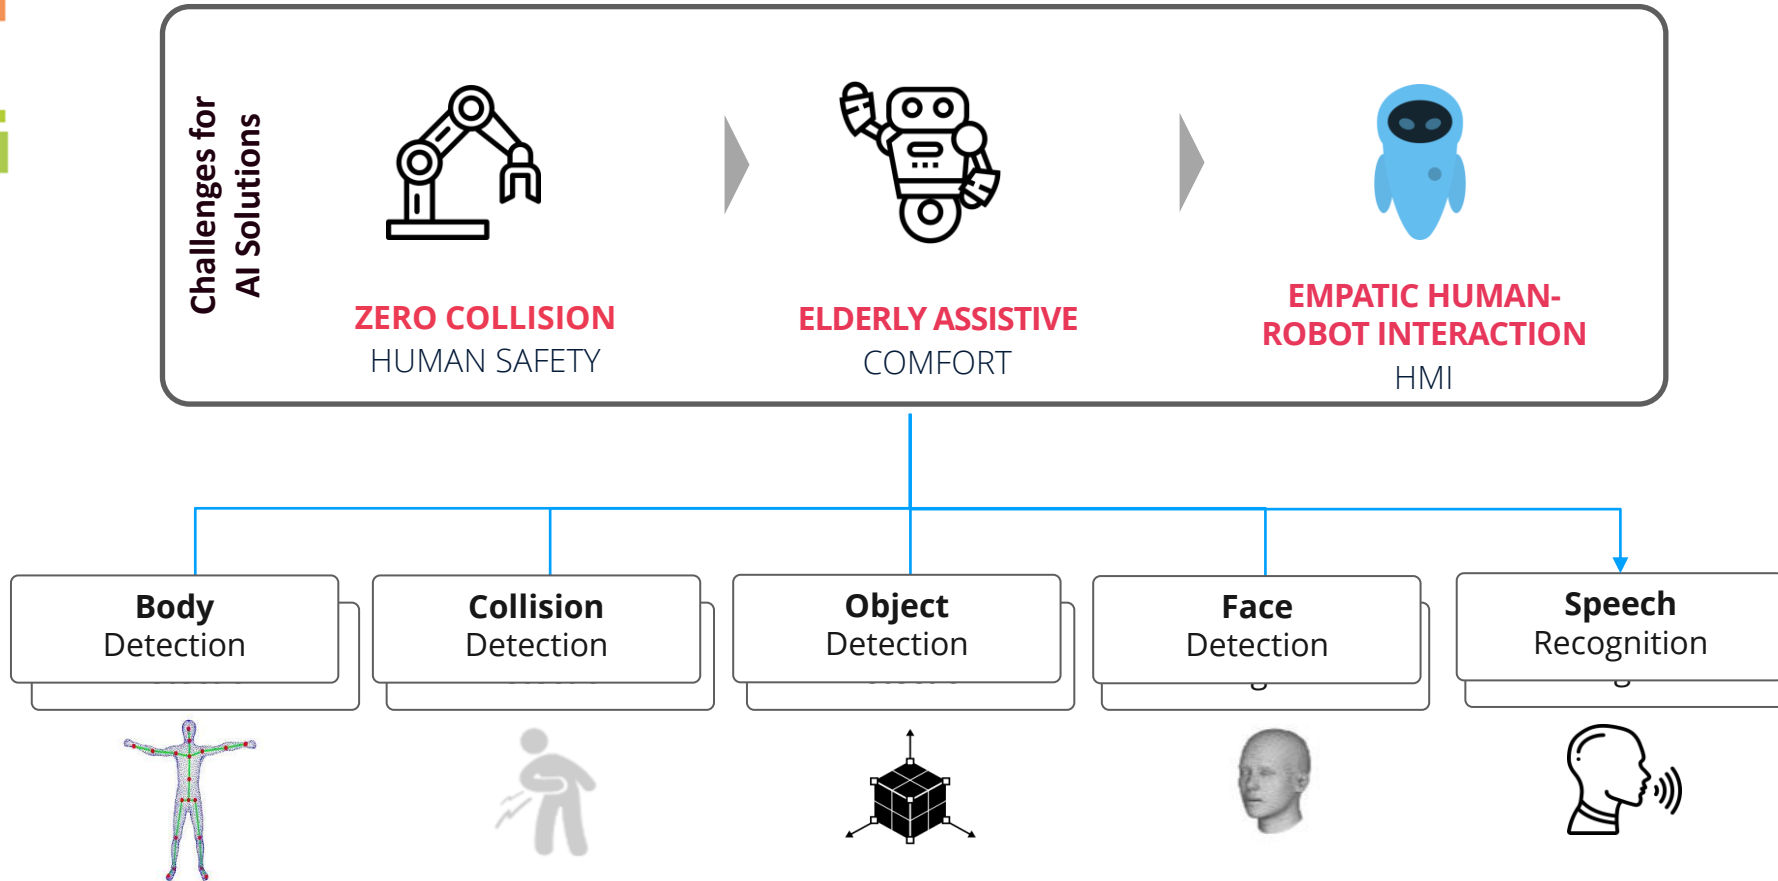 Challenges for
AI Solutions
ZERO COLLISION
HUMAN SAFETY
ELDERLY ASSISTIVE
COMFORT
EMPATIC HUMAN-
ROBOT INTERACTION
HMI
Body
Detection
Collision
Detection
Object
Detection
Face
Detection
Speech
Recognition